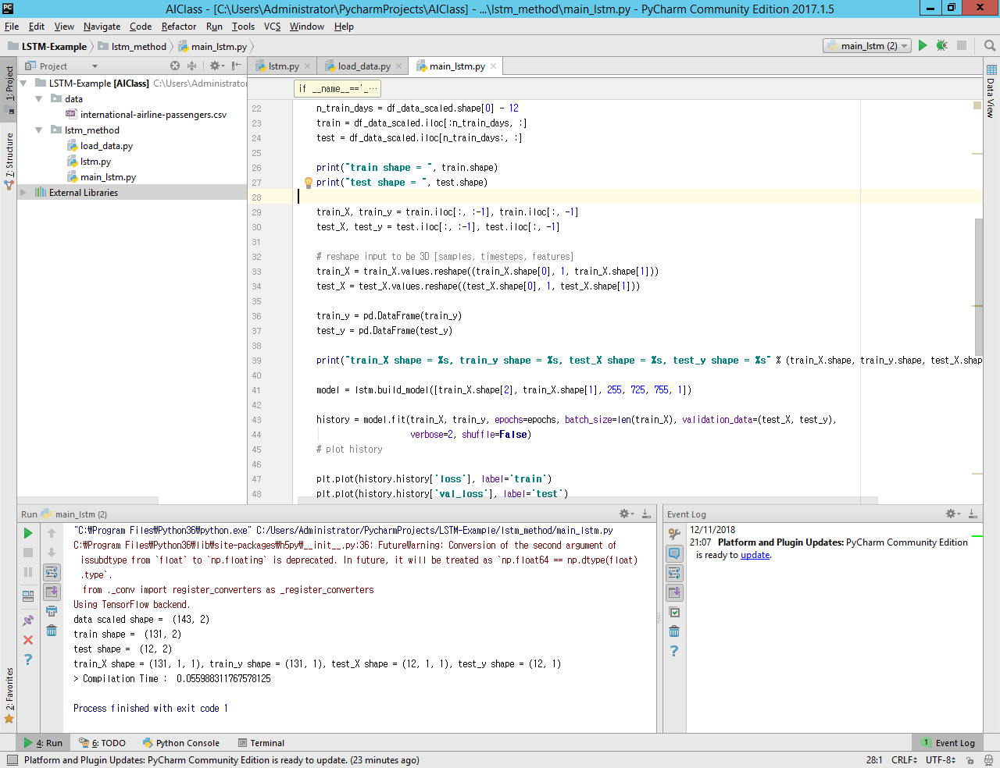 AIClass - [C:\Users\Administrator\PycharmProjects\AIClass] - ...\lstm_method\main_lstm.py - PyCharm Community Edition 2017.1.5
File Edit View Navigate Code Refactor Run Tools VCS Window Help
LSTM-Example lstm_method main_lstm.py main_lstm (2)
Project lstm.py load_data.py main_lstm.py
1: Project
7: Structure
2: Favorites
Data View
LSTM-Example [AIClass] C:\Users\Administrator
data
international-airline-passengers.csv
lstm_method
load_data.py
lstm.py
main_lstm.py
External Libraries
if __name__=='_...
22 n_train_days = df_data_scaled.shape[0] - 12
23 train = df_data_scaled.iloc[:n_train_days, :]
24 test = df_data_scaled.iloc[n_train_days:, :]
25
26 print("train shape = ", train.shape)
27 print("test shape = ", test.shape)
28
29 train_X, train_y = train.iloc[:, :-1], train.iloc[:, -1]
30 test_X, test_y = test.iloc[:, :-1], test.iloc[:, -1]
31
32 # reshape input to be 3D [samples, timesteps, features]
33 train_X = train_X.values.reshape((train_X.shape[0], 1, train_X.shape[1]))
34 test_X = test_X.values.reshape((test_X.shape[0], 1, test_X.shape[1]))
35
36 train_y = pd.DataFrame(train_y)
37 test_y = pd.DataFrame(test_y)
38
39 print("train_X shape = %s, train_y shape = %s, test_X shape = %s, test_y shape = %s" % (train_X.shape, train_y.shape, test_X.shap
40
41 model = lstm.build_model([train_X.shape[2], train_X.shape[1], 255, 725, 755, 1])
42
43 history = model.fit(train_X, train_y, epochs=epochs, batch_size=len(train_X), validation_data=(test_X, test_y),
44 verbose=2, shuffle=False)
45 # plot history
46
47 plt.plot(history.history['loss'], label='train')
48 plt.plot(history.history['val_loss'], label='test')
Run main_lstm (2)
"C:₩Program Files₩Python36₩python.exe" C:/Users/Administrator/PycharmProjects/LSTM-Example/lstm_method/main_lstm.py
C:₩Program Files₩Python36₩lib₩site-packages₩h5py₩__init__.py:36: FutureWarning: Conversion of the second argument of
issubdtype from `float` to `np.floating` is deprecated. In future, it will be treated as `np.float64 == np.dtype(float)
.type`.
from ._conv import register_converters as _register_converters
Using TensorFlow backend.
data scaled shape =  (143, 2)
train shape =  (131, 2)
test shape =  (12, 2)
train_X shape = (131, 1, 1), train_y shape = (131, 1), test_X shape = (12, 1, 1), test_y shape = (12, 1)
> Compilation Time :  0.055988311767578125
Process finished with exit code 1
Event Log
12/11/2018
21:07 Platform and Plugin Updates: PyCharm Community Edition
is ready to update.
4: Run 6: TODO Python Console Terminal 1 Event Log
Platform and Plugin Updates: PyCharm Community Edition is ready to update. (23 minutes ago) 28:1 CRLF UTF-8